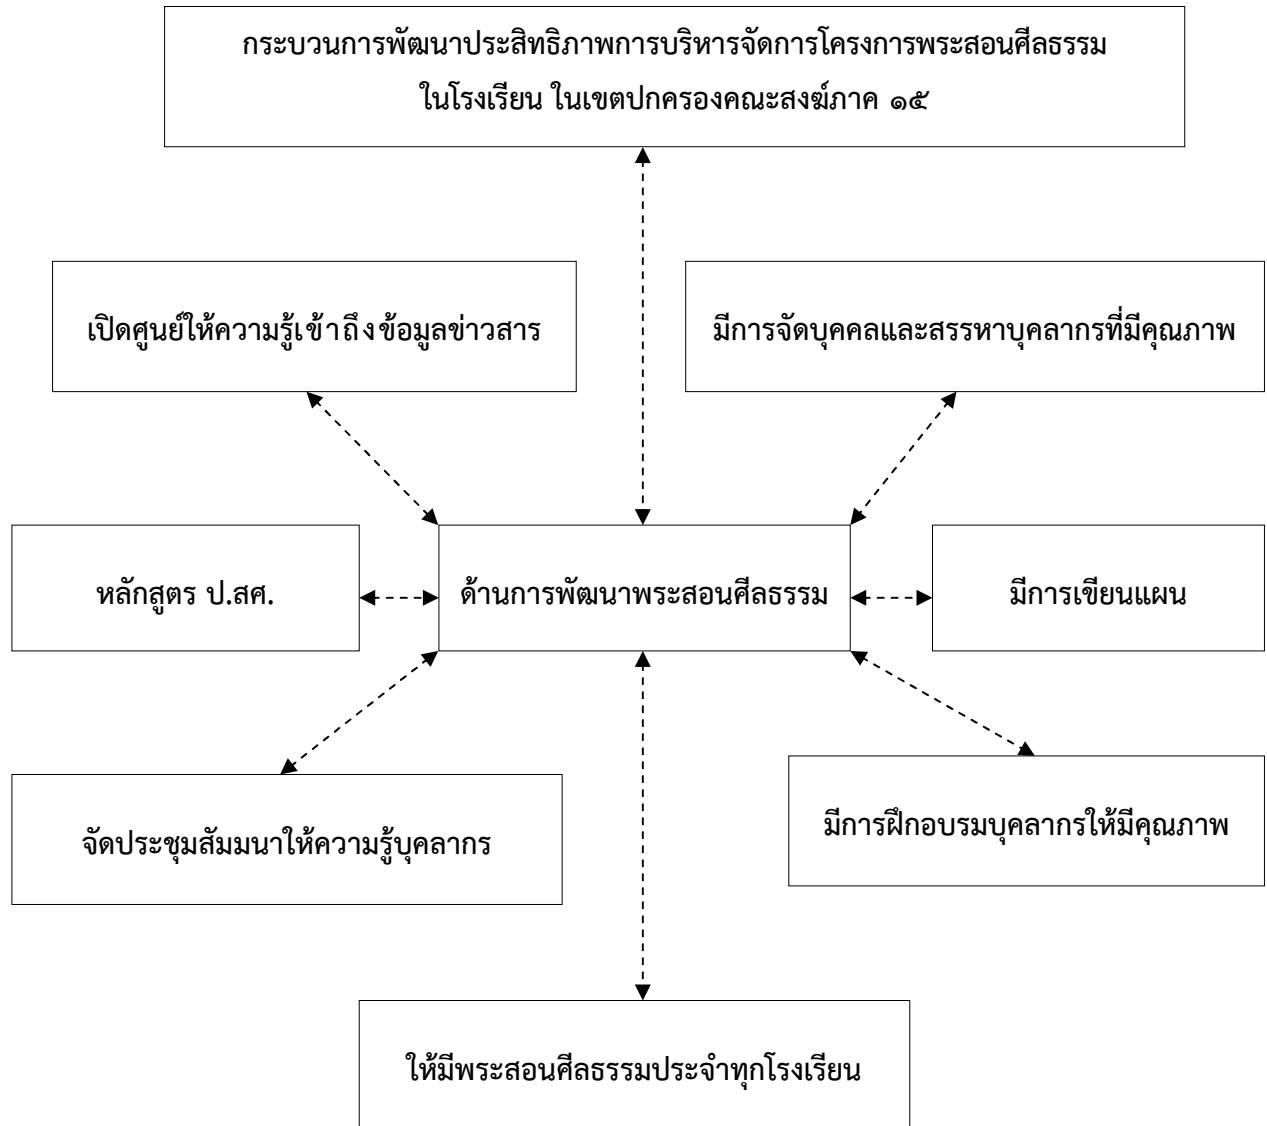 กระบวนการพัฒนาประสิทธิภาพการบริหารจัดการโครงการพระสอนศีลธรรม
ในโรงเรียน ในเขตปกครองคณะสงฆ์ภาค ๑๕
เปิดศูนย์ให้ความรู้เข้าถึงข้อมูลข่าวสาร
มีการจัดบุคคลและสรรหาบุคลากรที่มีคุณภาพ
หลักสูตร ป.สศ.
ด้านการพัฒนาพระสอนศีลธรรม
มีการเขียนแผน
จัดประชุมสัมมนาให้ความรู้บุคลากร
มีการฝึกอบรมบุคลากรให้มีคุณภาพ
ให้มีพระสอนศีลธรรมประจำทุกโรงเรียน